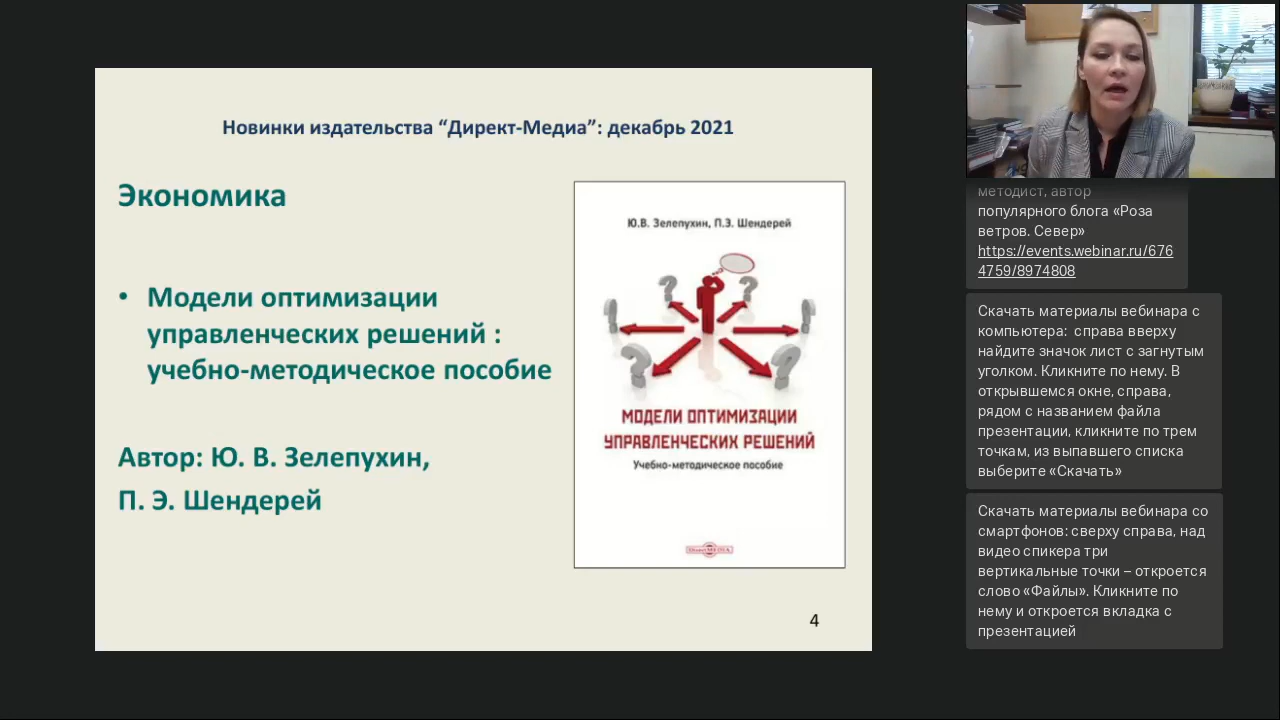 Новинки издательства “Директ-Медиа”: декабрь 2021
Экономика
• Модели оптимизации
управленческих решений :
учебно-методическое пособие
Автор: Ю. В. Зелепухин,
П. Э. Шендерей
Ю.В. Зелепухин, П.Э. Шендерей
МОДЕЛИ ОПТИМИЗАЦИИ
УПРАВЛЕНЧЕСКИХ РЕШЕНИЙ
Учебно-методическое пособие
4
методист, автор
популярного блога «Роза
ветров. Север»
https://events.webinar.ru/676
4759/8974808
Скачать материалы вебинара с
компьютера: справа вверху
найдите значок лист с загнутым
уголком. Кликните по нему. В
открывшемся окне, справа,
рядом с названием файла
презентации, кликните по трем
точкам, из выпавшего списка
выберите «Скачать»
Скачать материалы вебинара со
смартфонов: сверху справа, над
видео спикера три
вертикальные точки – откроется
слово «Файлы». Кликните по
нему и откроется вкладка с
презентацией